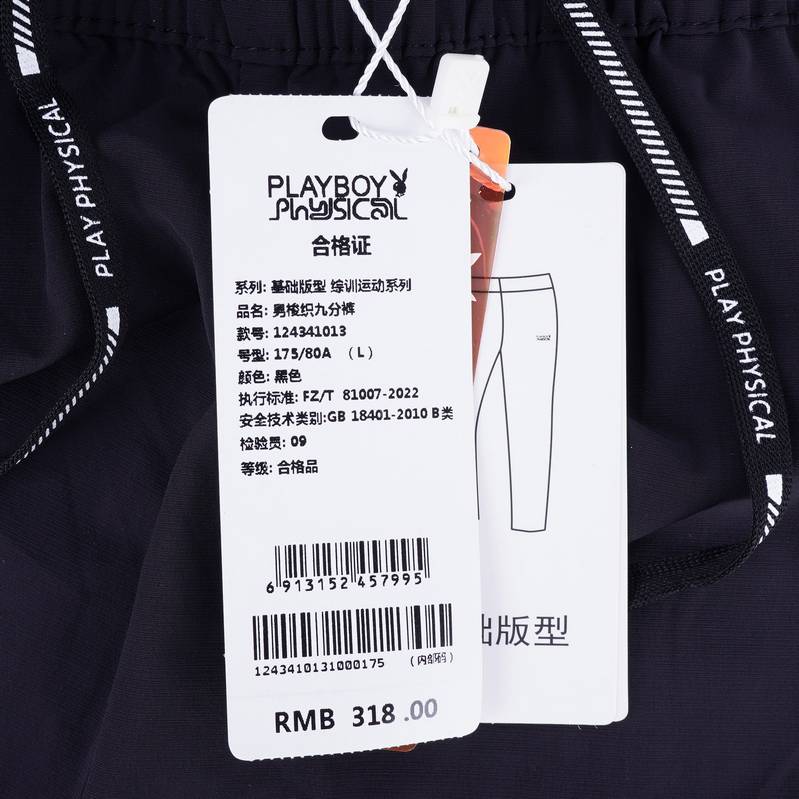 PLAY PHYSICAL
PLAYBOY
PHYSICAL
合格证
系列: 基础版型 综训运动系列
品名: 男梭织九分裤
款号: 124341013
号型: 175/80A （L）
颜色: 黑色
执行标准: FZ/T 81007-2022
安全技术类别:GB 18401-2010 B类
检验员: 09
等级: 合格品
6 913152 457995
1243410131000175 （内部码）
RMB 318 .00
础版型
PLAY PHYSICAL